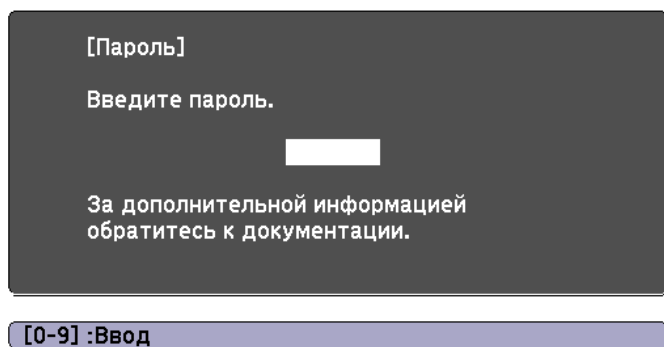 [Пароль]
Введите пароль.
За дополнительной информацией
обратитесь к документации.
[0-9] :Ввод